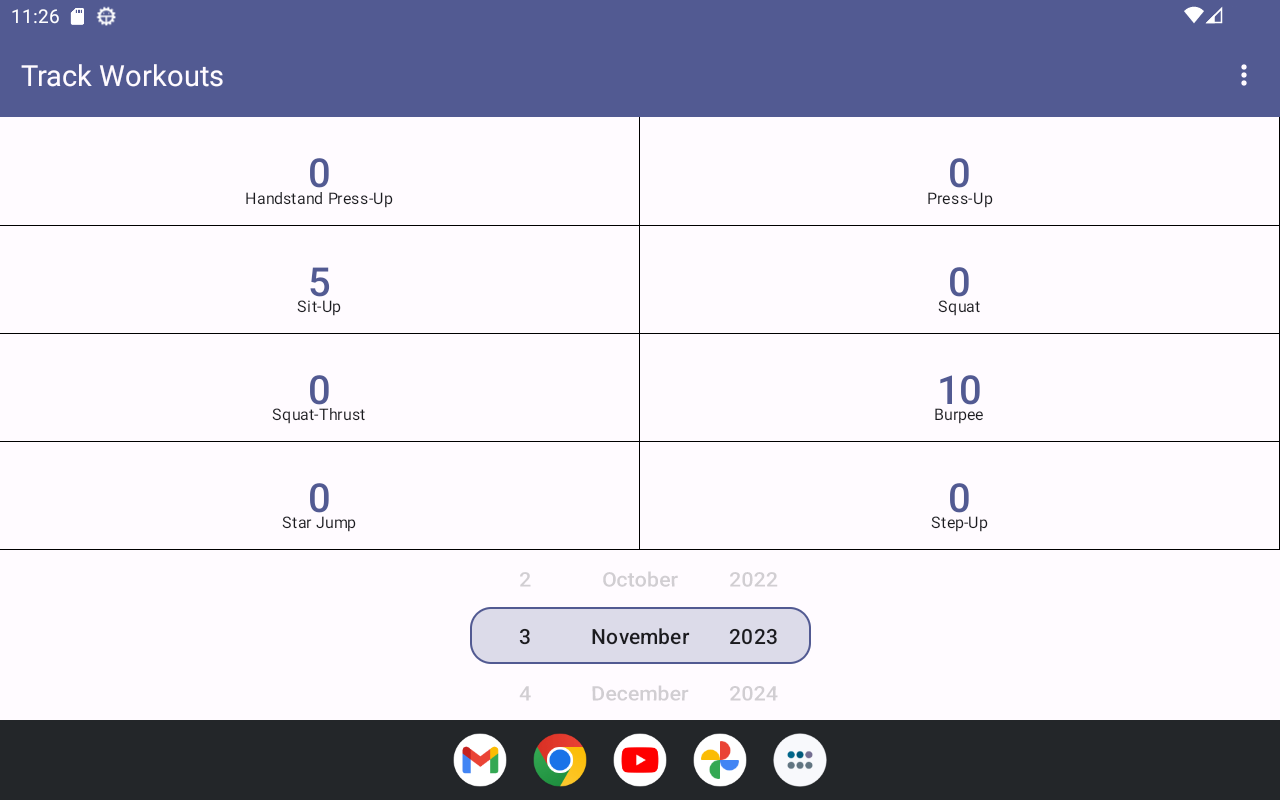 11:26
Track Workouts
0
Handstand Press-Up
0
Press-Up
5
Sit-Up
0
Squat
0
Squat-Thrust
10
Burpee
0
Star Jump
0
Step-Up
2 October 2022
3 November 2023
4 December 2024